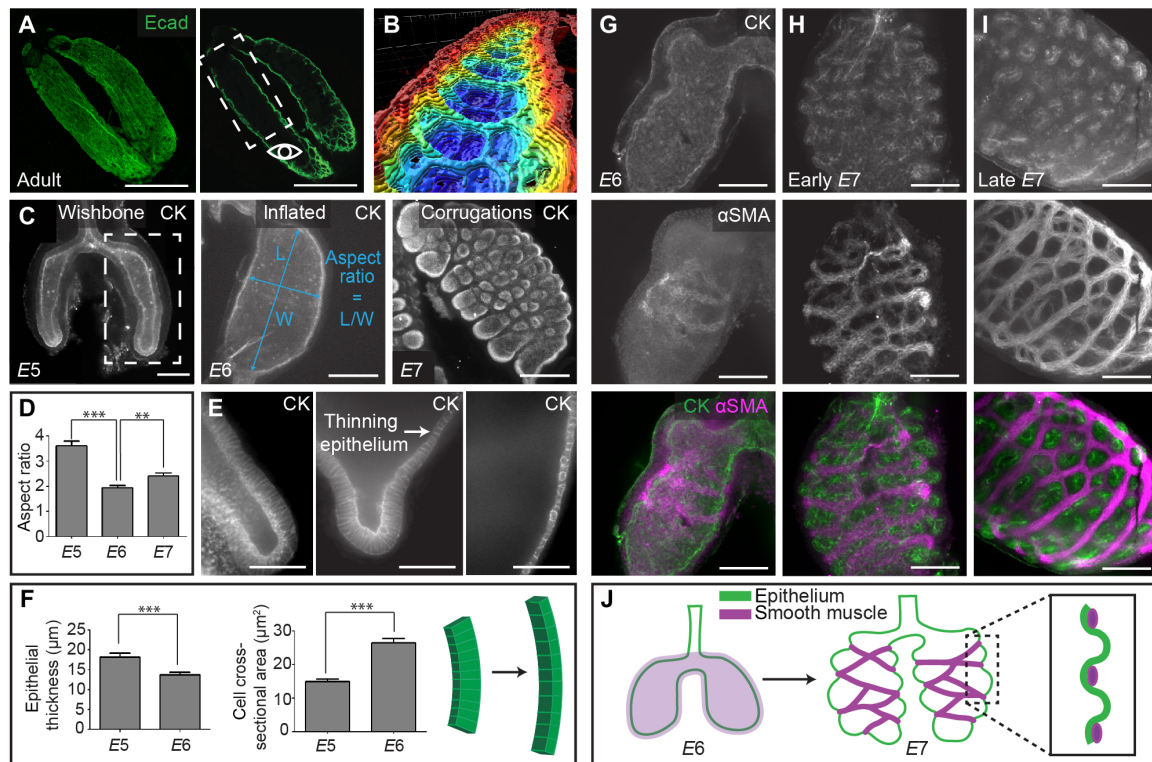 A
Ecad
Adult
B
C
Wishbone
CK
E5
Inflated
L
W
Aspect
ratio
=
L/W
E6
Corrugations
CK
E7
D
***
**
Aspect ratio
4
3
2
1
0
E5
E6
E7
E
CK
Thinning
epithelium
CK
CK
F
***
Epithelial
thickness (μm)
25
20
15
10
5
0
E5
E6
***
Cell cross-
sectional area (μm²)
30
20
10
0
E5
E6
G
CK
E6
H
Early E7
I
Late E7
αSMA
CK αSMA
J
Epithelium
Smooth muscle
E6
E7